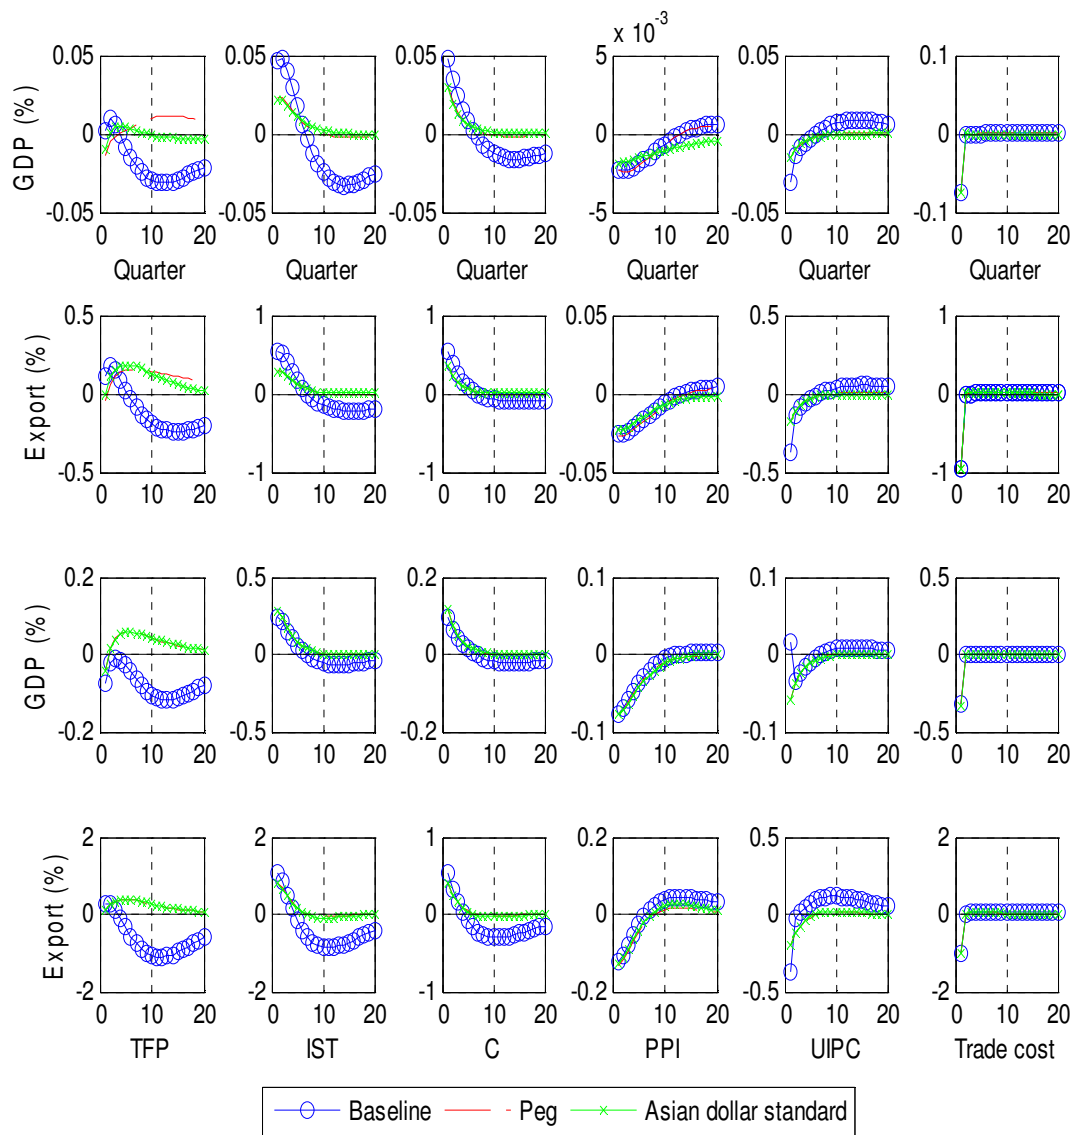 x 10^-3
0.05 0.05 0.05 5 0.05 0.1
GDP (%)
0 0 0 0 0 0
-0.05 -0.05 -0.05 -5 -0.05 -0.1
0 10 20 0 10 20 0 10 20 0 10 20 0 10 20 0 10 20
Quarter Quarter Quarter Quarter Quarter Quarter
0.5 1 1 0.05 0.5 1
Export (%)
0 0 0 0 0 0
-0.5 -1 -1 -0.05 -0.5 -1
0 10 20 0 10 20 0 10 20 0 10 20 0 10 20 0 10 20
0.2 0.5 0.5 0.1 0.1 0.5
GDP (%)
0 0 0 0 0 0
-0.2 -0.5 -0.5 -0.1 -0.1 -0.5
0 10 20 0 10 20 0 10 20 0 10 20 0 10 20 0 10 20
2 2 1 0.2 0.5 2
Export (%)
0 0 0 0 0 0
-2 -2 -1 -0.2 -0.5 -2
0 10 20 0 10 20 0 10 20 0 10 20 0 10 20 0 10 20
TFP IST C PPI UIPC Trade cost
Baseline Peg Asian dollar standard